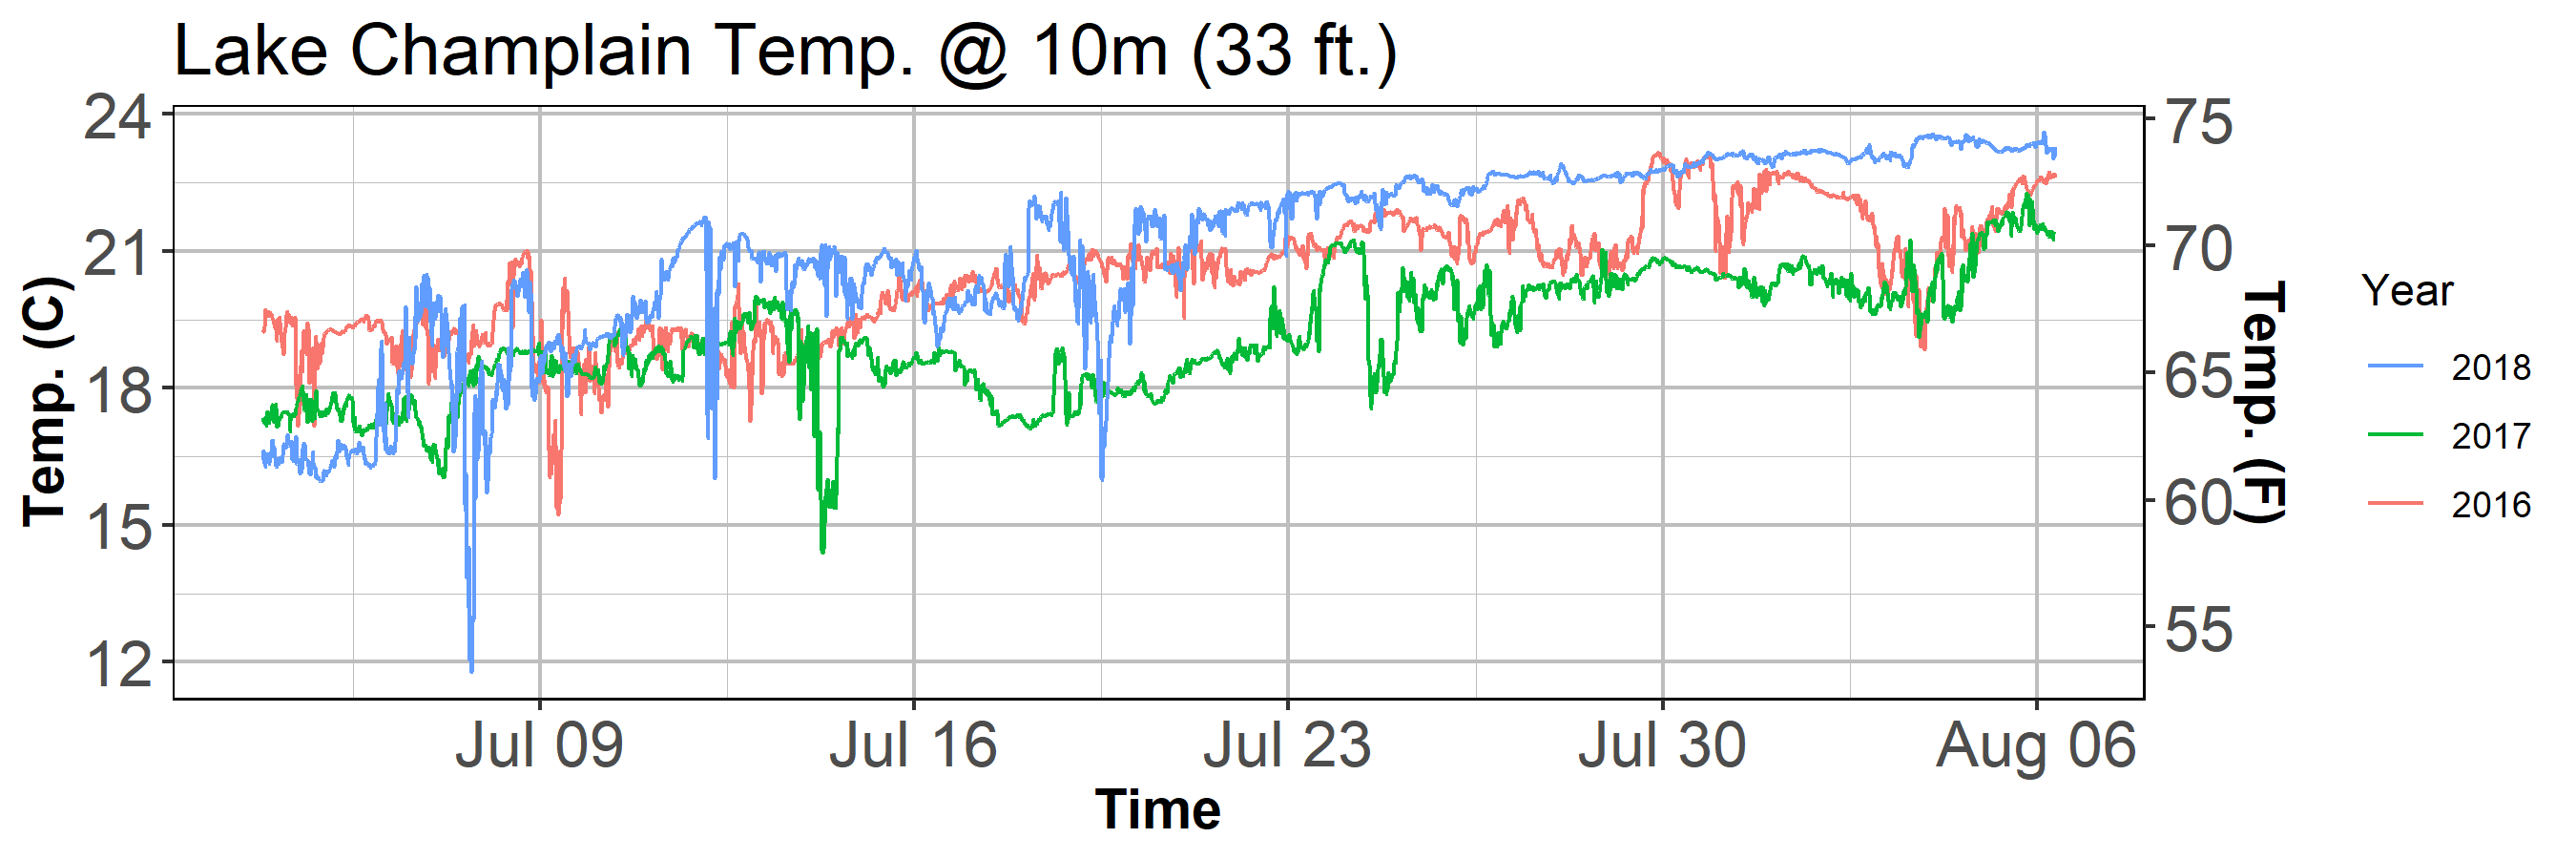 Lake Champlain Temp. @ 10m (33 ft.)
24
21
18
15
12
Temp. (C)
75
70
65
60
55
Temp. (F)
Jul 09 Jul 16 Jul 23 Jul 30 Aug 06
Time
Year
2018
2017
2016